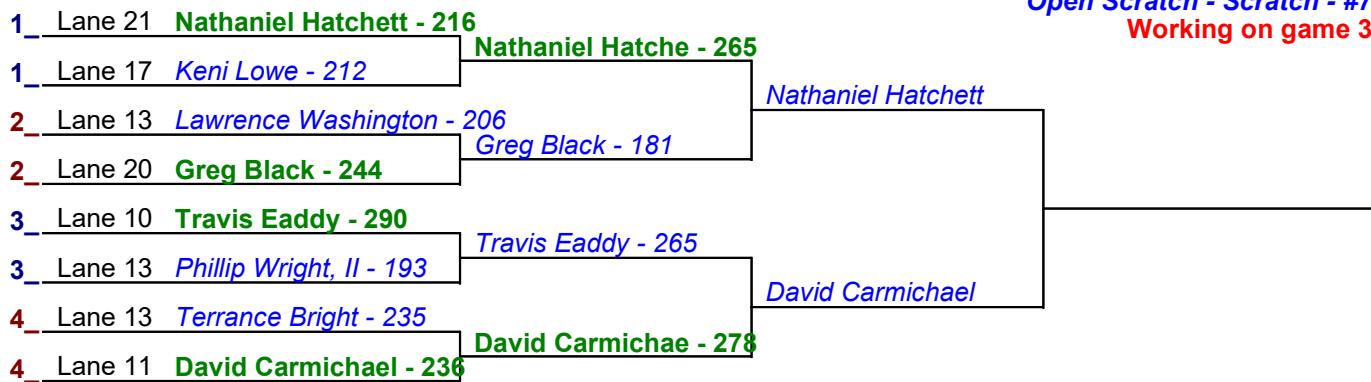 Open Scratch - Scratch - #7
Working on game 3
1_ Lane 21 Nathaniel Hatchett - 216
Nathaniel Hatche - 265
1_ Lane 17 Keni Lowe - 212
Nathaniel Hatchett
2_ Lane 13 Lawrence Washington - 206
Greg Black - 181
2_ Lane 20 Greg Black - 244
3_ Lane 10 Travis Eaddy - 290
Travis Eaddy - 265
3_ Lane 13 Phillip Wright, II - 193
David Carmichael
4_ Lane 13 Terrance Bright - 235
David Carmichae - 278
4_ Lane 11 David Carmichael - 236